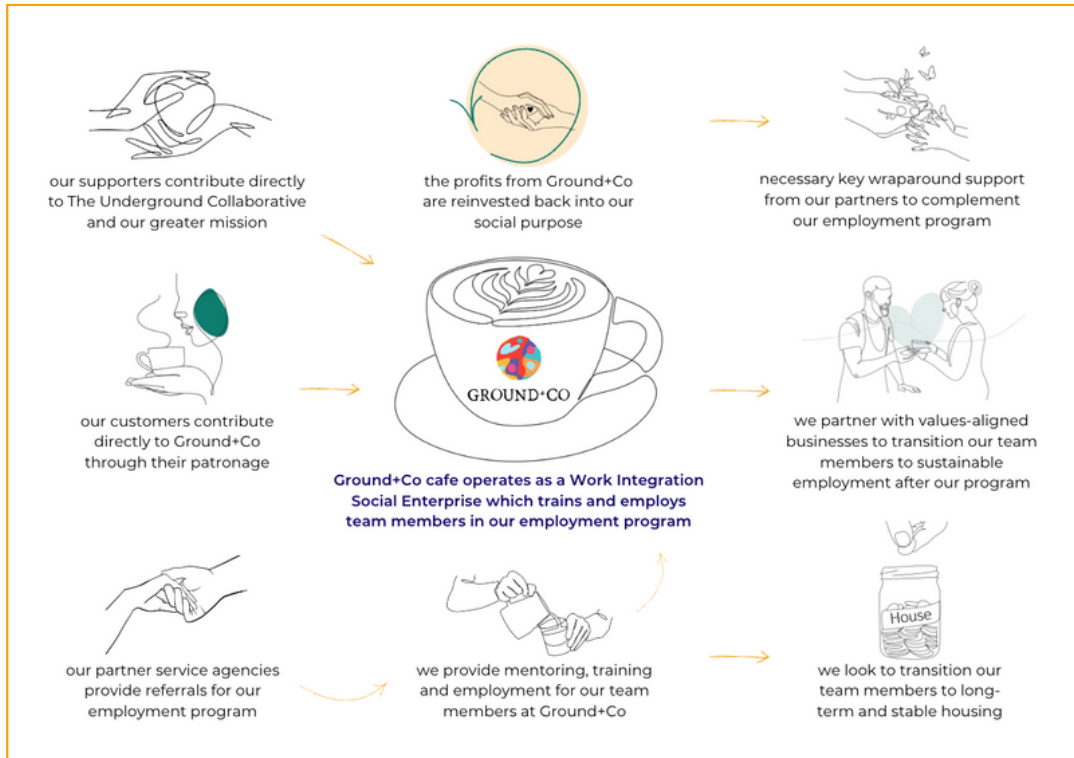 our supporters contribute directly
to The Underground Collaborative
and our greater mission
the profits from Ground+Co
are reinvested back into our
social purpose
necessary key wraparound support
from our partners to complement
our employment program
our customers contribute
directly to Ground+Co
through their patronage
GROUND+CO
Ground+Co cafe operates as a Work Integration
Social Enterprise which trains and employs
team members in our employment program
we partner with values-aligned
businesses to transition our team
members to sustainable
employment after our program
our partner service agencies
provide referrals for our
employment program
we provide mentoring, training
and employment for our team
members at Ground+Co
House
we look to transition our
team members to long-
term and stable housing